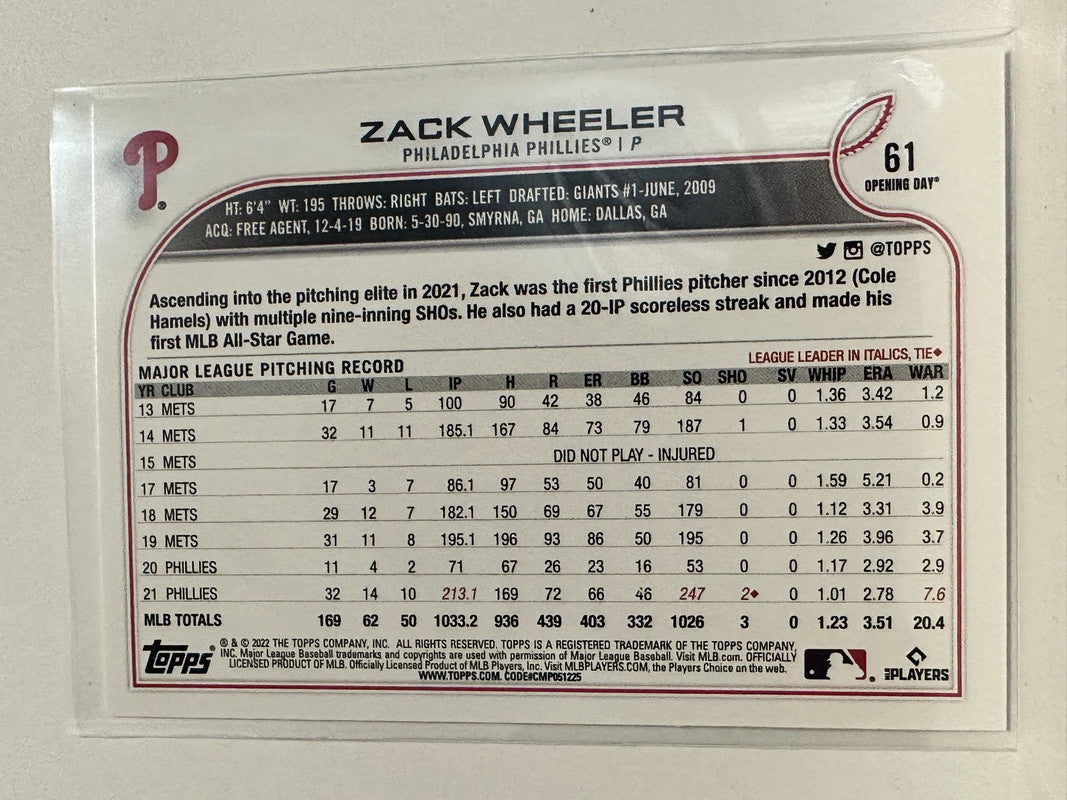 P®
ZACK WHEELER
PHILADELPHIA PHILLIES® | P
61
OPENING DAY®
HT: 6'4" WT: 195 THROWS: RIGHT BATS: LEFT DRAFTED: GIANTS #1-JUNE, 2009
ACQ: FREE AGENT, 12-4-19 BORN: 5-30-90, SMYRNA, GA HOME: DALLAS, GA
@TOPPS
Ascending into the pitching elite in 2021, Zack was the first Phillies pitcher since 2012 (Cole
Hamels) with multiple nine-inning SHOs. He also had a 20-IP scoreless streak and made his
first MLB All-Star Game.
MAJOR LEAGUE PITCHING RECORD LEAGUE LEADER IN ITALICS, TIE◆
YR CLUB G W L IP H R ER BB SO SHO SV WHIP ERA WAR
13 METS 17 7 5 100 90 42 38 46 84 0 0 1.36 3.42 1.2
14 METS 32 11 11 185.1 167 84 73 79 187 1 0 1.33 3.54 0.9
15 METS DID NOT PLAY - INJURED
17 METS 17 3 7 86.1 97 53 50 40 81 0 0 1.59 5.21 0.2
18 METS 29 12 7 182.1 150 69 67 55 179 0 0 1.12 3.31 3.9
19 METS 31 11 8 195.1 196 93 86 50 195 0 0 1.26 3.96 3.7
20 PHILLIES 11 4 2 71 67 26 23 16 53 0 0 1.17 2.92 2.9
21 PHILLIES 32 14 10 213.1 169 72 66 46 247 2◆ 0 1.01 2.78 7.6
MLB TOTALS 169 62 50 1033.2 936 439 403 332 1026 3 0 1.23 3.51 20.4
TOPPS®
® & © 2022 THE TOPPS COMPANY, INC. ALL RIGHTS RESERVED. TOPPS IS A REGISTERED TRADEMARK OF THE TOPPS COMPANY,
INC. Major League Baseball trademarks and copyrights are used with permission of Major League Baseball. Visit MLB.com. OFFICIALLY
LICENSED PRODUCT OF MLB. Officially Licensed Product of MLB Players, Inc. Visit MLBPLAYERS.COM, the Players Choice on the web.
WWW.TOPPS.COM. CODE#CMP051225
MLB PLAYERS